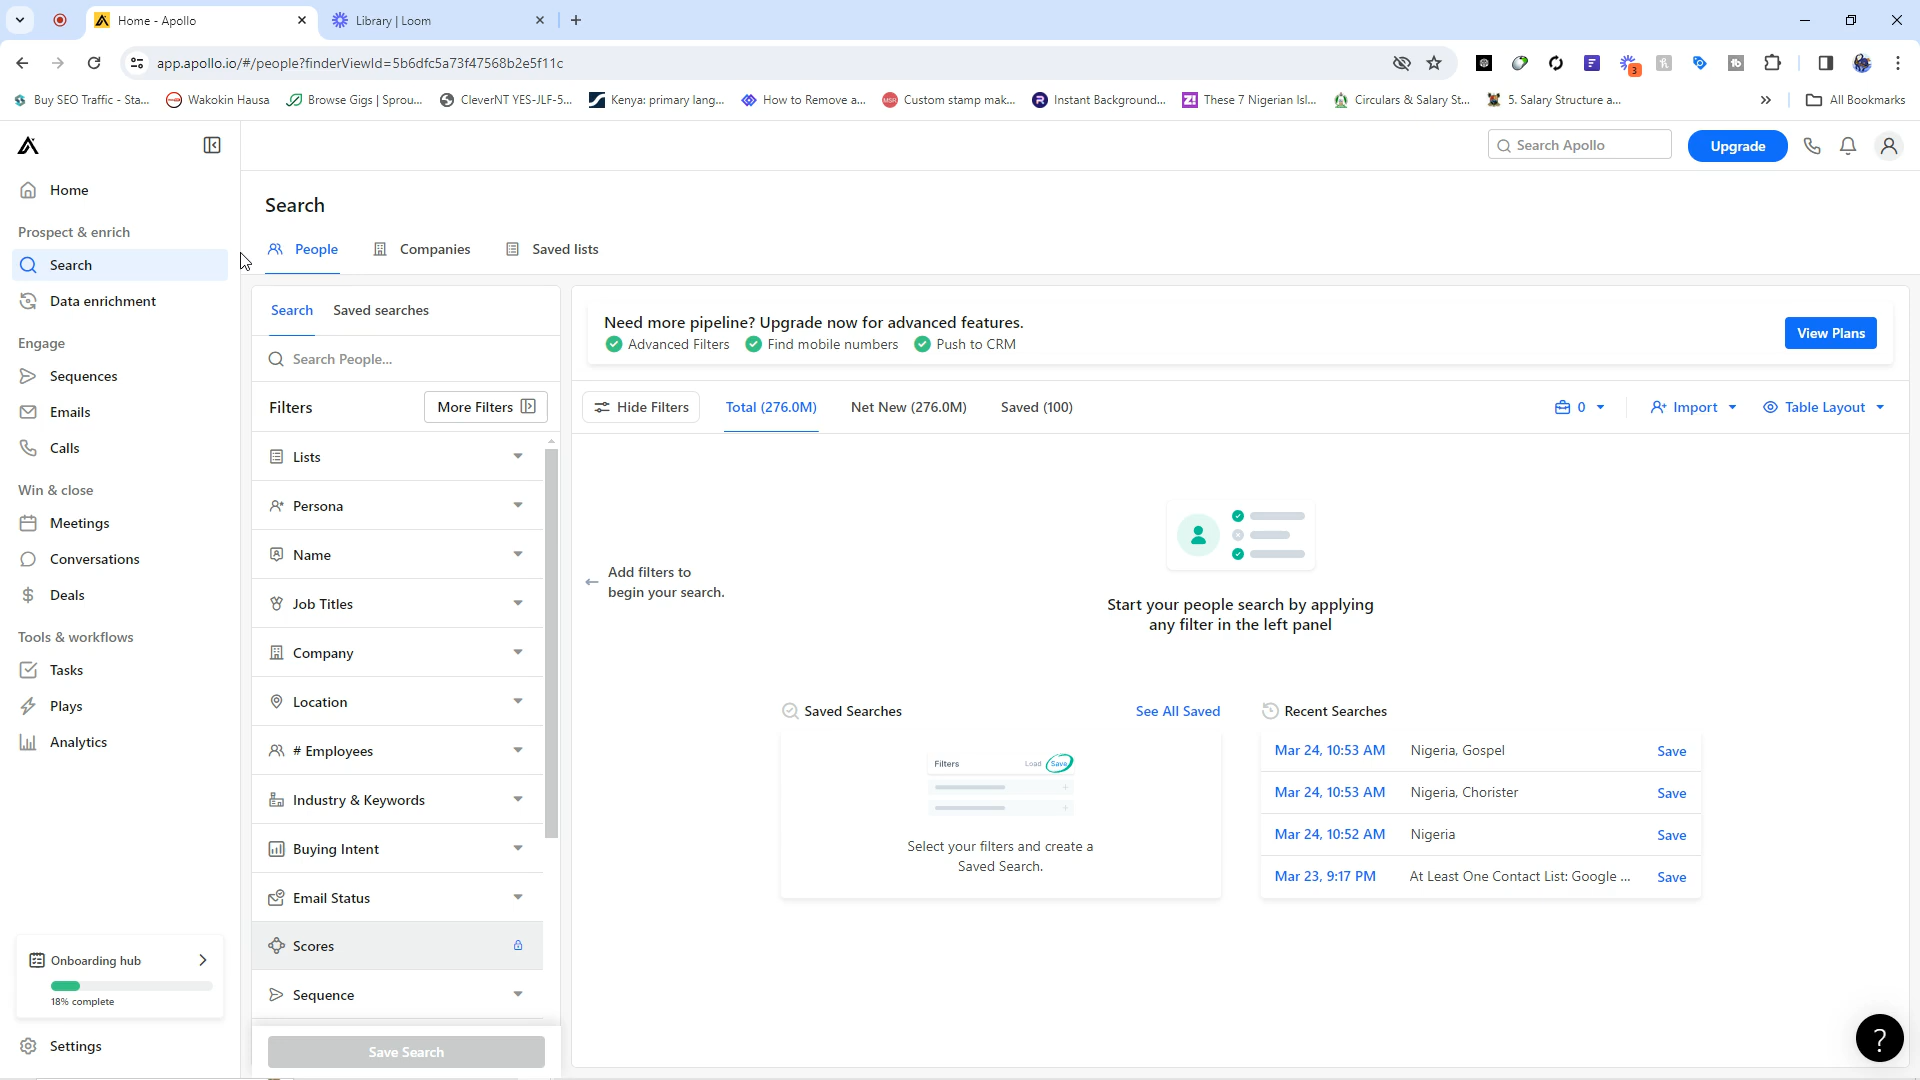 Home - Apollo
Library | Loom
app.apollo.io/#/people?finderViewId=5b6dfc5a73f47568b2e5f11c
3
Buy SEO Traffic - Sta...
Wakokin Hausa
Browse Gigs | Sprou...
CleverNT YES-JLF-5...
Kenya: primary lang...
How to Remove a...
Custom stamp mak...
Instant Background...
These 7 Nigerian Isl...
Circulars & Salary St...
5. Salary Structure a...
»
All Bookmarks
Search Apollo
Upgrade
Home
Prospect & enrich
Search
Data enrichment
Engage
Sequences
Emails
Calls
Win & close
Meetings
Conversations
Deals
Tools & workflows
Tasks
Plays
Analytics
Onboarding hub
18% complete
Settings
Search
People
Companies
Saved lists
Search
Saved searches
Search People...
Filters
More Filters
Lists
Persona
Name
Job Titles
Company
Location
# Employees
Industry & Keywords
Buying Intent
Email Status
Scores
Sequence
Save Search
Need more pipeline? Upgrade now for advanced features.
Advanced Filters
Find mobile numbers
Push to CRM
View Plans
Hide Filters
Total (276.0M)
Net New (276.0M)
Saved (100)
0
Import
Table Layout
Add filters to
begin your search.
Start your people search by applying
any filter in the left panel
Saved Searches
See All Saved
Filters
Load
Save
Select your filters and create a
Saved Search.
Recent Searches
Mar 24, 10:53 AM Nigeria, Gospel Save
Mar 24, 10:53 AM Nigeria, Chorister Save
Mar 24, 10:52 AM Nigeria Save
Mar 23, 9:17 PM At Least One Contact List: Google ... Save
?